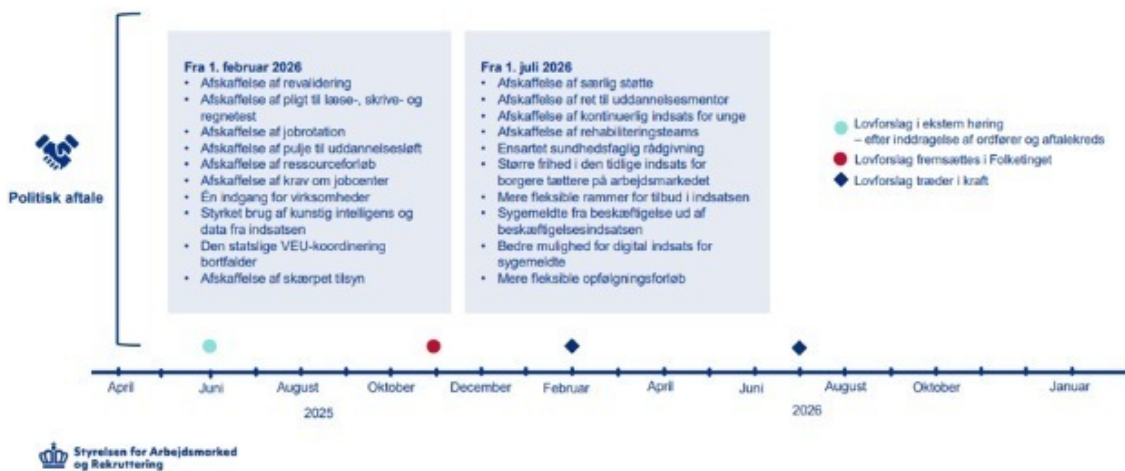 Politisk aftale
Fra 1. februar 2026
• Afskaffelse af revalidering
• Afskaffelse af pligt til læse-, skrive- og
regnetest
• Afskaffelse af jobrotation
• Afskaffelse af pulje til uddannelsesløft
• Afskaffelse af ressourceforløb
• Afskaffelse af krav om jobcenter
• Én indgang for virksomheder
• Styrket brug af kunstig intelligens og
data fra indsatsen
• Den statslige VEU-koordinering
bortfalder
• Afskaffelse af skærpet tilsyn
Fra 1. juli 2026
• Afskaffelse af særlig støtte
• Afskaffelse af ret til uddannelsesmentor
• Afskaffelse af kontinuerlig indsats for unge
• Afskaffelse af rehabiliteringsteams
• Ensartet sundhedsfaglig rådgivning
• Større frihed i den tidlige indsats for
borgere tættere på arbejdsmarkedet
• Mere fleksible rammer for tilbud i indsatsen
• Sygemeldte fra beskæftigelse ud af
beskæftigelsesindsatsen
• Bedre mulighed for digital indsats for
sygemeldte
• Mere fleksible opfølgningsforløb
Lovforslag i ekstern høring
– efter inddragelse af ordfører og aftalekreds
Lovforslag fremsættes i Folketinget
Lovforslag træder i kraft
April Juni August Oktober December Februar April Juni August Oktober Januar
2025 2026
Styrelsen for Arbejdsmarked
og Rekruttering